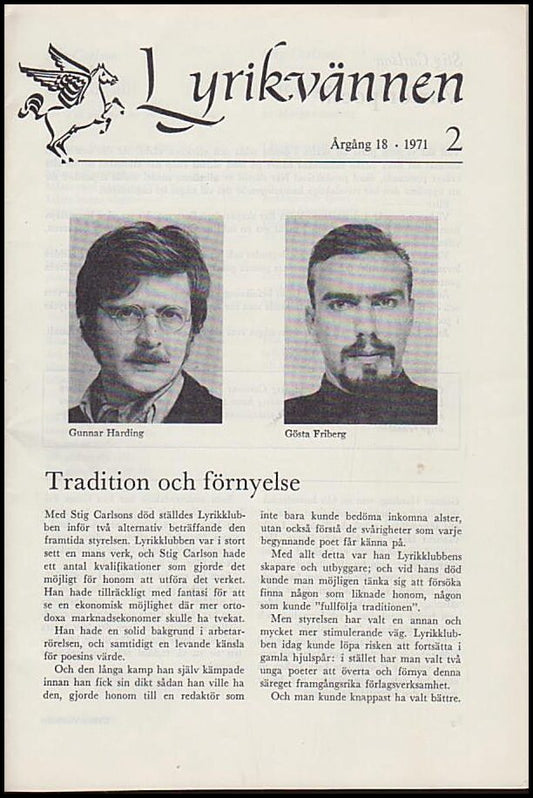 Lyrikvännen
Årgång 18 · 1971 2
Gunnar Harding
Gösta Friberg
Tradition och förnyelse
Med Stig Carlsons död ställdes Lyrikklub-
ben inför två alternativ beträffande den
framtida styrelsen. Lyrikklubben var i stort
sett en mans verk, och Stig Carlson hade
ett antal kvalifikationer som gjorde det
möjligt för honom att utföra det verket.
Han hade tillräckligt med fantasi för att
se en ekonomisk möjlighet där mer orto-
doxa marknadsekonomer skulle ha tvekat.
Han hade en solid bakgrund i arbetar-
rörelsen, och samtidigt en levande känsla
för poesins värde.
Och den långa kamp han själv kämpade
innan han fick sin dikt sådan han ville ha
den, gjorde honom till en redaktör som
inte bara kunde bedöma inkomna alster,
utan också förstå de svårigheter som varje
begynnande poet får känna på.
Med allt detta var han Lyrikklubbens
skapare och utbyggare; och vid hans död
kunde man möjligen tänka sig att försöka
finna någon som liknade honom, någon
som kunde "fullfölja traditionen".
Men styrelsen har valt en annan och
mycket mer stimulerande väg. Lyrikklub-
ben idag kunde löpa risken att fortsätta i
gamla hjulspår: i stället har man valt två
unga poeter att överta och förnya denna
säreget framgångsrika förlagsverksamhet.
Och man kunde knappast ha valt bättre.